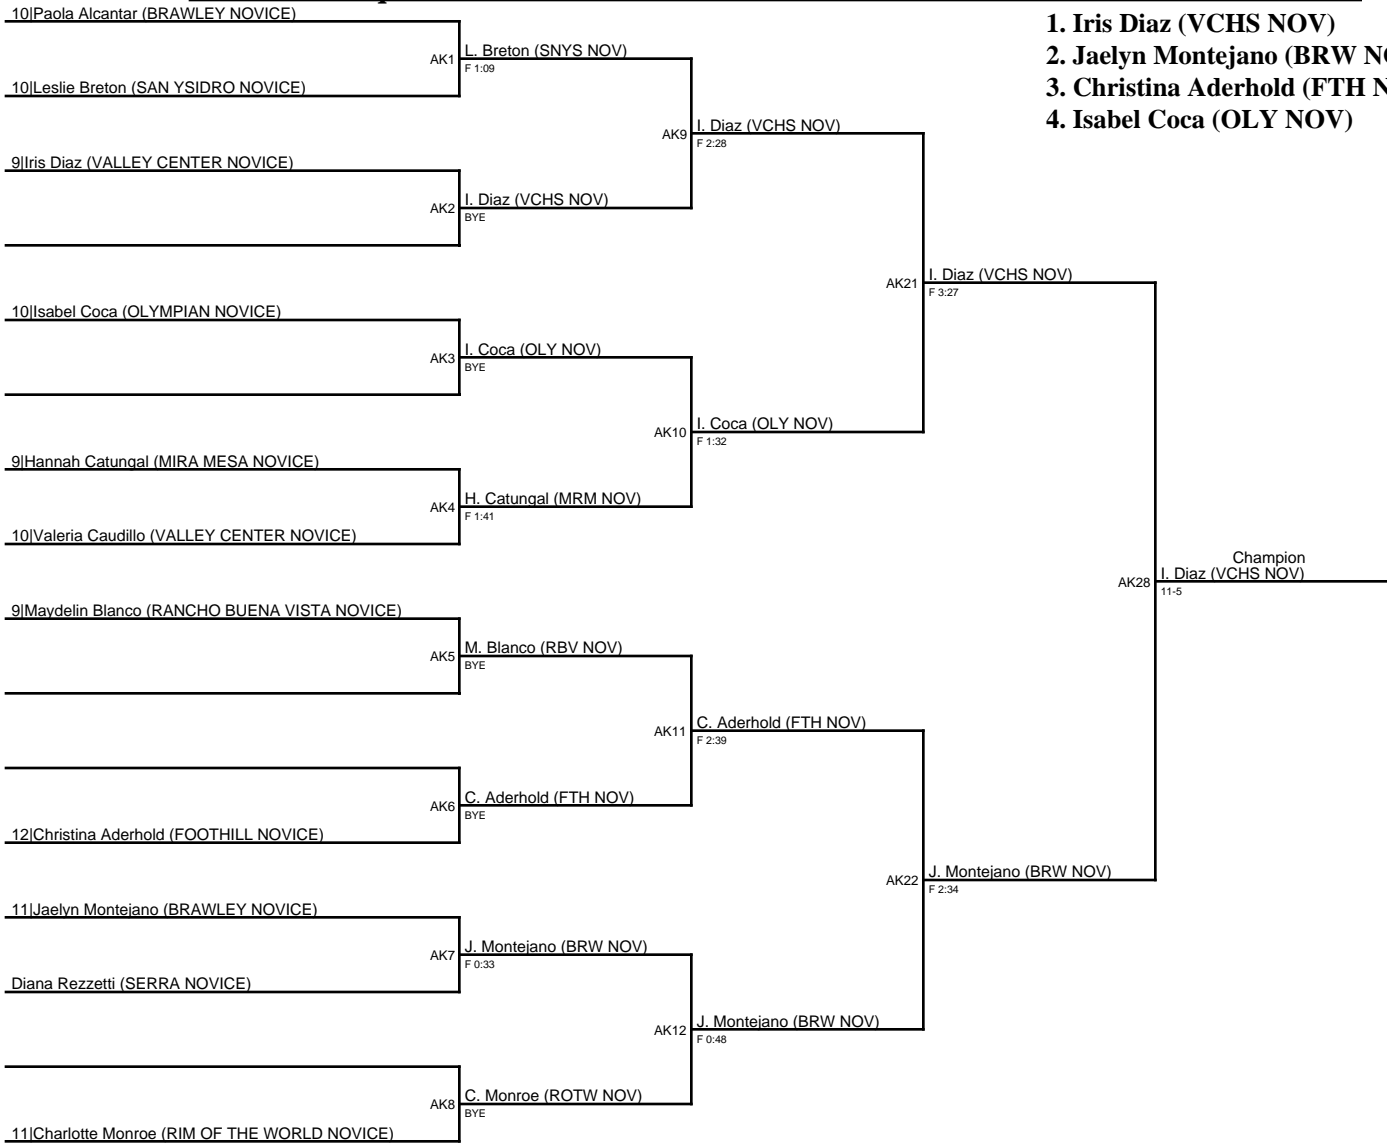 10|Paola Alcantar (BRAWLEY NOVICE)
1. Iris Diaz (VCHS NOV)
AK1
L. Breton (SNYS NOV)
F 1:09
2. Jaelyn Montejano (BRW N
10|Leslie Breton (SAN YSIDRO NOVICE)
3. Christina Aderhold (FTH N
4. Isabel Coca (OLY NOV)
AK9
I. Diaz (VCHS NOV)
F 2:28
9|Iris Diaz (VALLEY CENTER NOVICE)
AK2
I. Diaz (VCHS NOV)
BYE
AK21
I. Diaz (VCHS NOV)
F 3:27
10|Isabel Coca (OLYMPIAN NOVICE)
AK3
I. Coca (OLY NOV)
BYE
AK10
I. Coca (OLY NOV)
F 1:32
9|Hannah Catungal (MIRA MESA NOVICE)
AK4
H. Catungal (MRM NOV)
F 1:41
10|Valeria Caudillo (VALLEY CENTER NOVICE)
Champion
AK28
I. Diaz (VCHS NOV)
11-5
9|Maydelin Blanco (RANCHO BUENA VISTA NOVICE)
AK5
M. Blanco (RBV NOV)
BYE
AK11
C. Aderhold (FTH NOV)
F 2:39
AK6
C. Aderhold (FTH NOV)
BYE
12|Christina Aderhold (FOOTHILL NOVICE)
AK22
J. Montejano (BRW NOV)
F 2:34
11|Jaelyn Montejano (BRAWLEY NOVICE)
AK7
J. Montejano (BRW NOV)
F 0:33
Diana Rezzetti (SERRA NOVICE)
AK12
J. Montejano (BRW NOV)
F 0:48
AK8
C. Monroe (ROTW NOV)
BYE
11|Charlotte Monroe (RIM OF THE WORLD NOVICE)